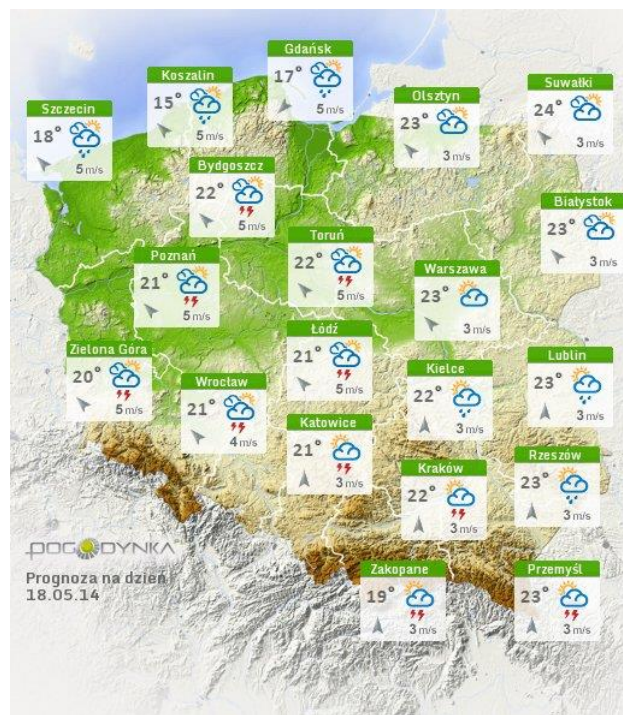 Gdańsk
17°
5 m/s
Koszalin
15°
5 m/s
Suwałki
24°
3 m/s
Olsztyn
23°
3 m/s
Szczecin
18°
5 m/s
Bydgoszcz
22°
5 m/s
Białystok
23°
3 m/s
Toruń
22°
5 m/s
Poznań
21°
5 m/s
Warszawa
23°
3 m/s
Łódź
21°
5 m/s
Zielona Góra
20°
5 m/s
Lublin
23°
3 m/s
Kielce
22°
3 m/s
Wrocław
21°
4 m/s
Katowice
21°
3 m/s
Rzeszów
23°
3 m/s
Kraków
22°
3 m/s
POGODYNKA
Prognoza na dzień
18.05.14
Zakopane
19°
3 m/s
Przemyśl
23°
3 m/s